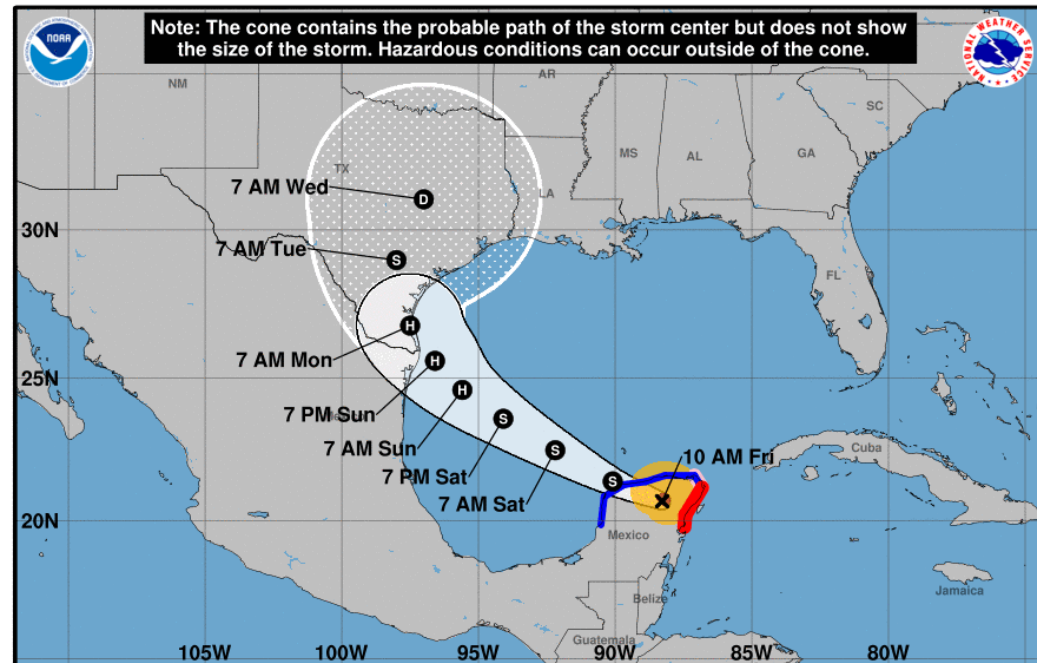 Note: The cone contains the probable path of the storm center but does not show
the size of the storm. Hazardous conditions can occur outside of the cone.
NOAA
NATIONAL WEATHER SERVICE
NM
AR
SC
MS
AL
GA
TX
LA
7 AM Wed
D
30N
7 AM Tue
S
FL
H
7 AM Mon
H
25N
H
7 PM Sun
S
7 AM Sun
Cuba
S
10 AM Fri
7 PM Sat
S
7 AM Sat
20N
Mexico
Jamaica
Belize
Guatemala
105W
100W
95W
90W
85W
80W